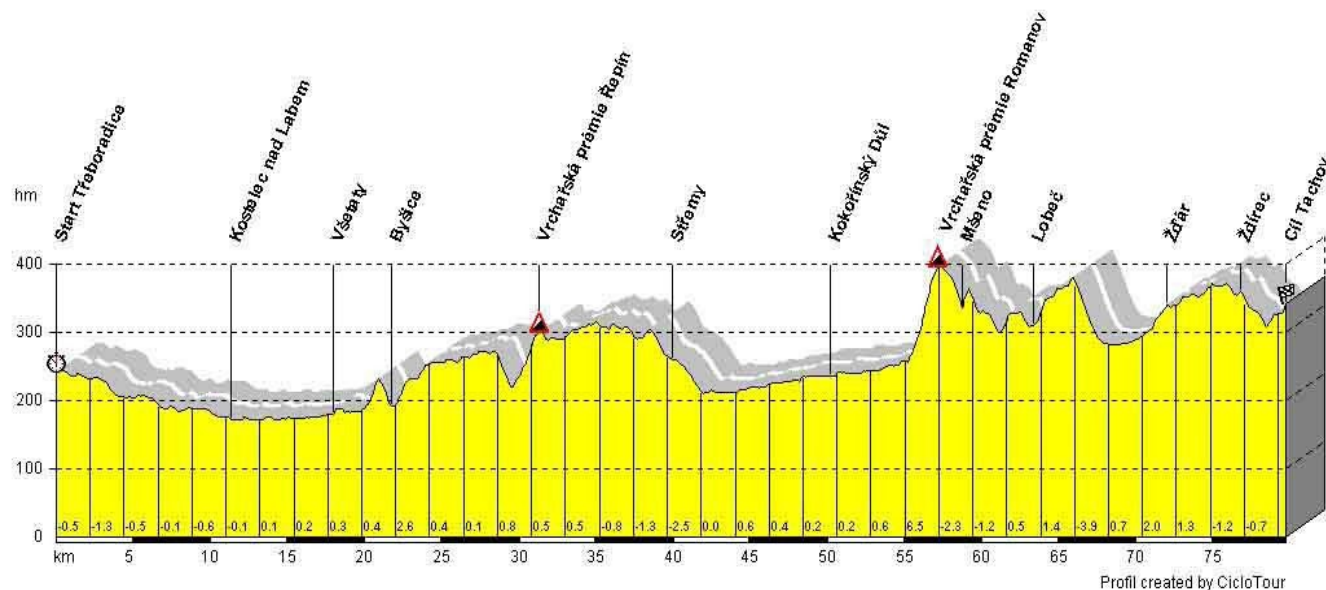 Start Třeboradice
Kostelec nad Labem
Všetaty
Byšice
Vrchařská prémie Řepín
Střemy
Kokořínský Důl
Vrchařská prémie Romanov
Mšeno
Lobeč
Žďár
Ždírec
Cíl Tachov
hm
400
300
200
100
0
-0.5 -1.3 -0.5 -0.1 -0.6 -0.1 0.1 0.2 0.3 0.4 2.6 0.4 0.1 0.8 0.5 0.5 -0.8 -1.3 -2.5 0.0 0.6 0.4 0.2 0.2 0.6 6.5 -2.3 -1.2 0.5 1.4 -3.9 0.7 2.0 1.3 -1.2 -0.7
km 5 10 15 20 25 30 35 40 45 50 55 60 65 70 75
Profil created by CicloTour